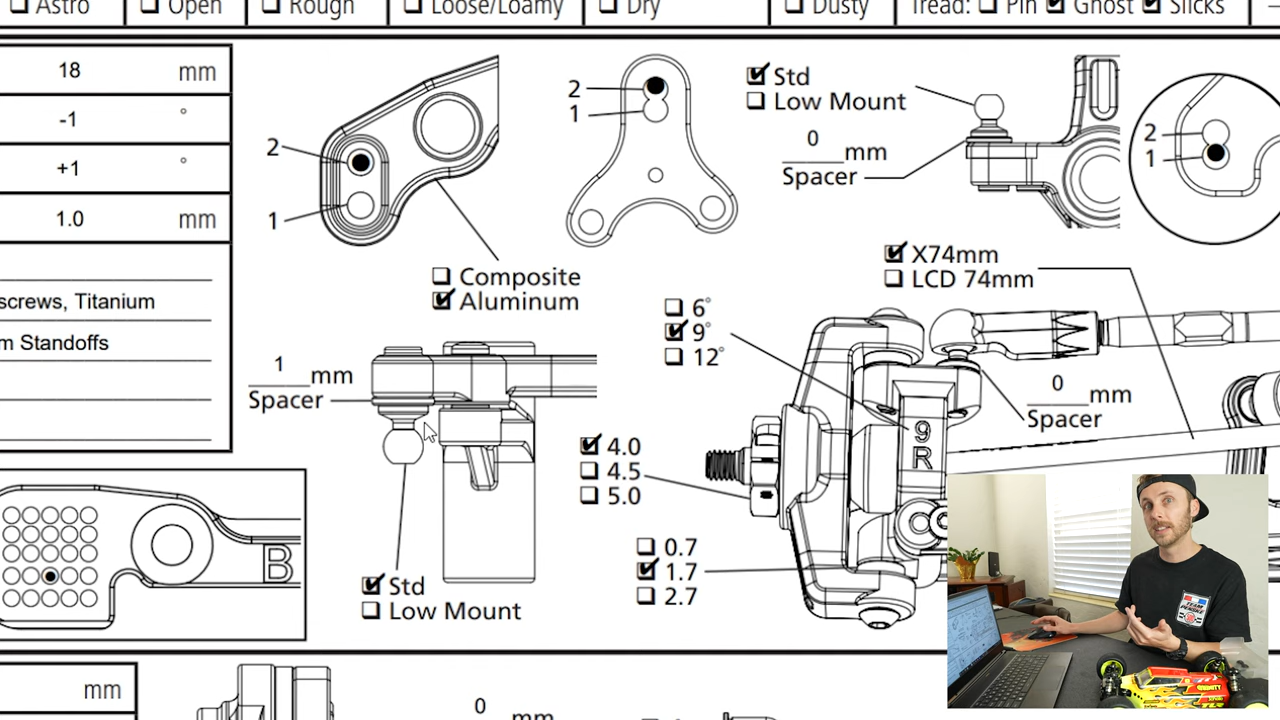 Astro Open Rough Loose/Loamy Dry Dusty Tread: Pin Ghost Slicks
18 mm
-1 °
+1 °
1.0 mm
screws, Titanium
m Standoffs
2
1
Composite
Aluminum
2
1
Std
Low Mount
0
mm
Spacer
2
1
X74mm
LCD 74mm
6°
9°
12°
1
mm
Spacer
0
mm
Spacer
9
R
4.0
4.5
5.0
0.7
1.7
2.7
Std
Low Mount
B
mm
0
mm
TEAM
PENSKE